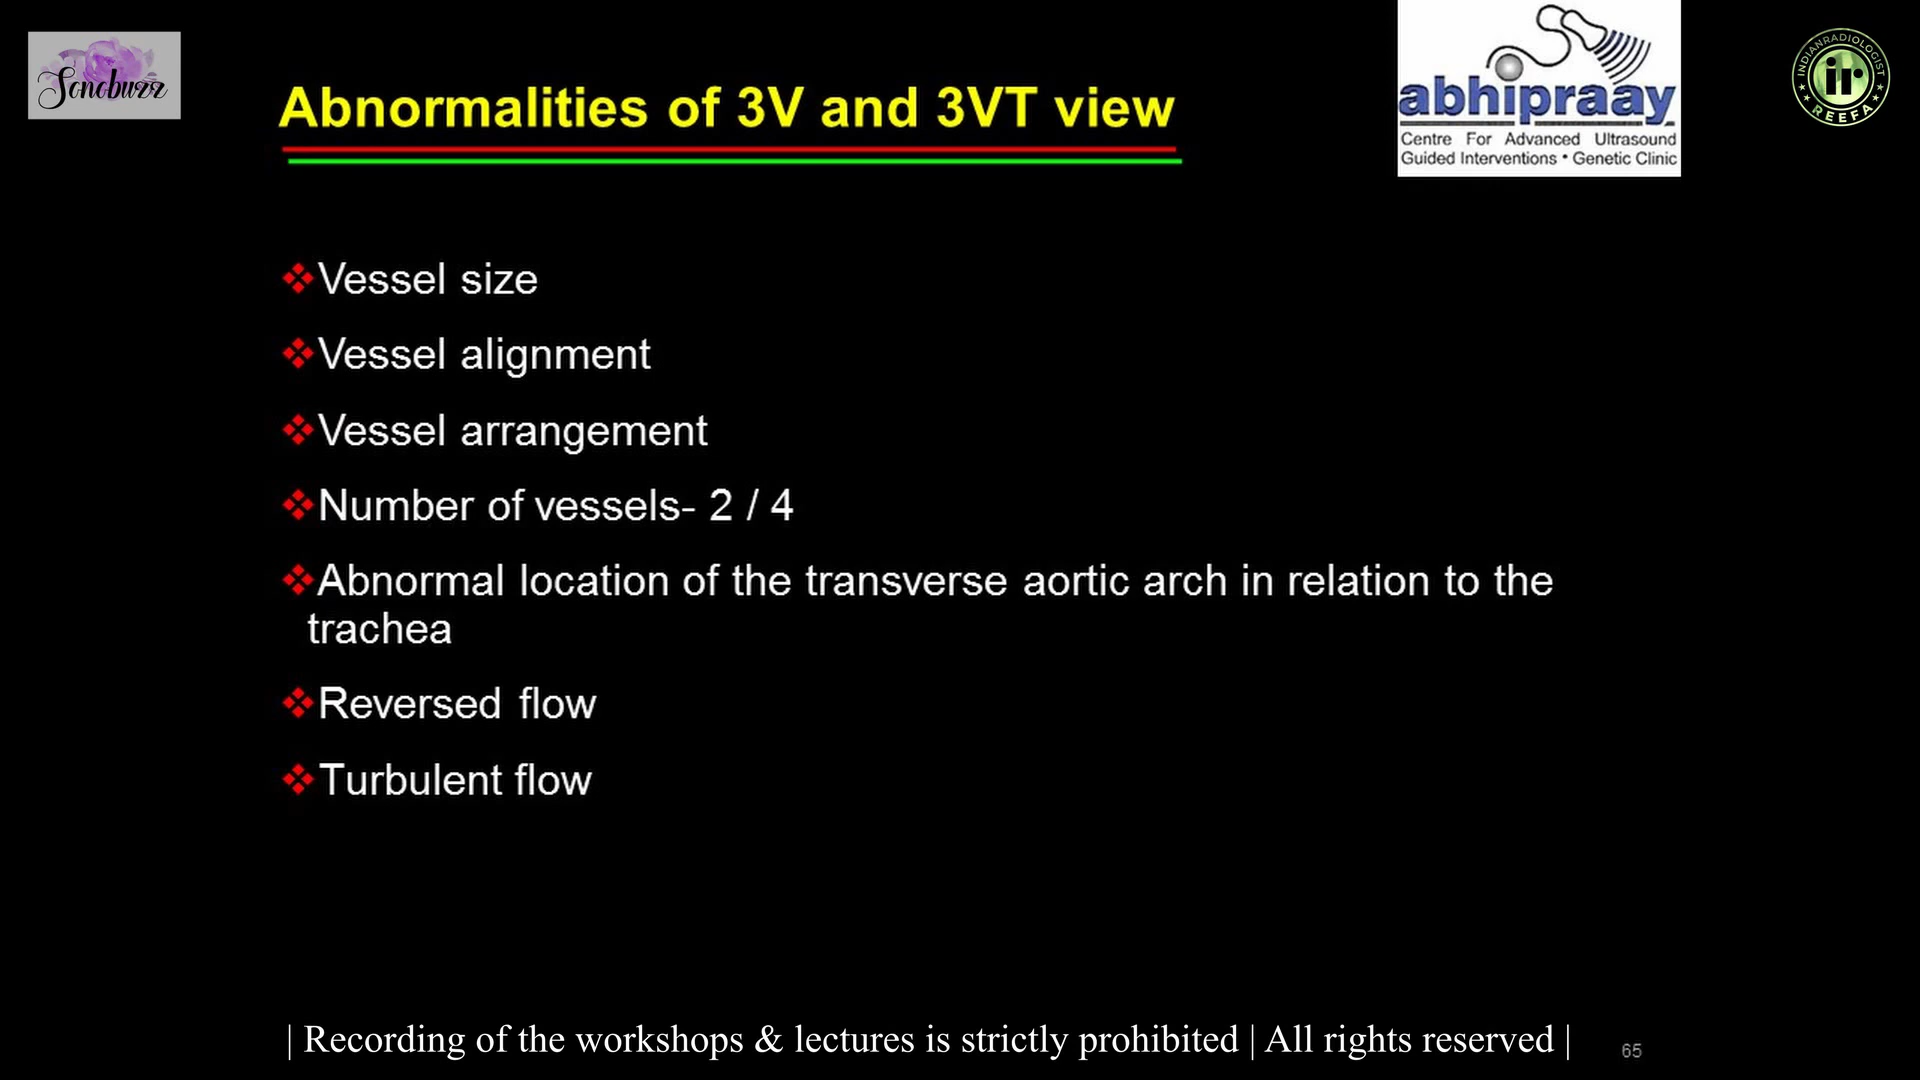 Sonobuzz
Abnormalities of 3V and 3VT view
abhipraay
Centre For Advanced Ultrasound
Guided Interventions • Genetic Clinic
INDIANRADIOLOGIST
ir
REEFA
Vessel size
Vessel alignment
Vessel arrangement
Number of vessels- 2 / 4
Abnormal location of the transverse aortic arch in relation to the
trachea
Reversed flow
Turbulent flow
| Recording of the workshops & lectures is strictly prohibited | All rights reserved |
65